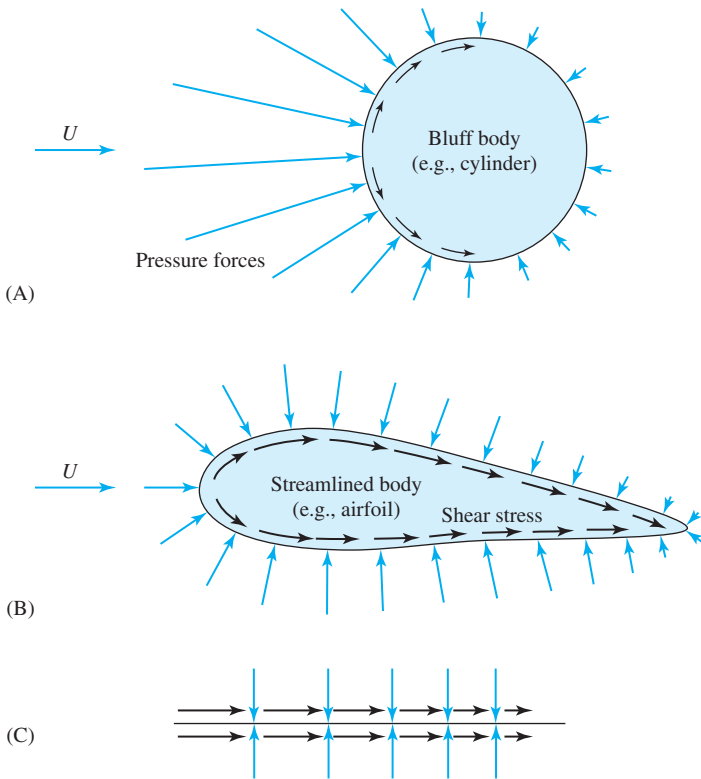 U
Bluff body
(e.g., cylinder)
Pressure forces
(A)
U
Streamlined body
(e.g., airfoil)
Shear stress
(B)
(C)